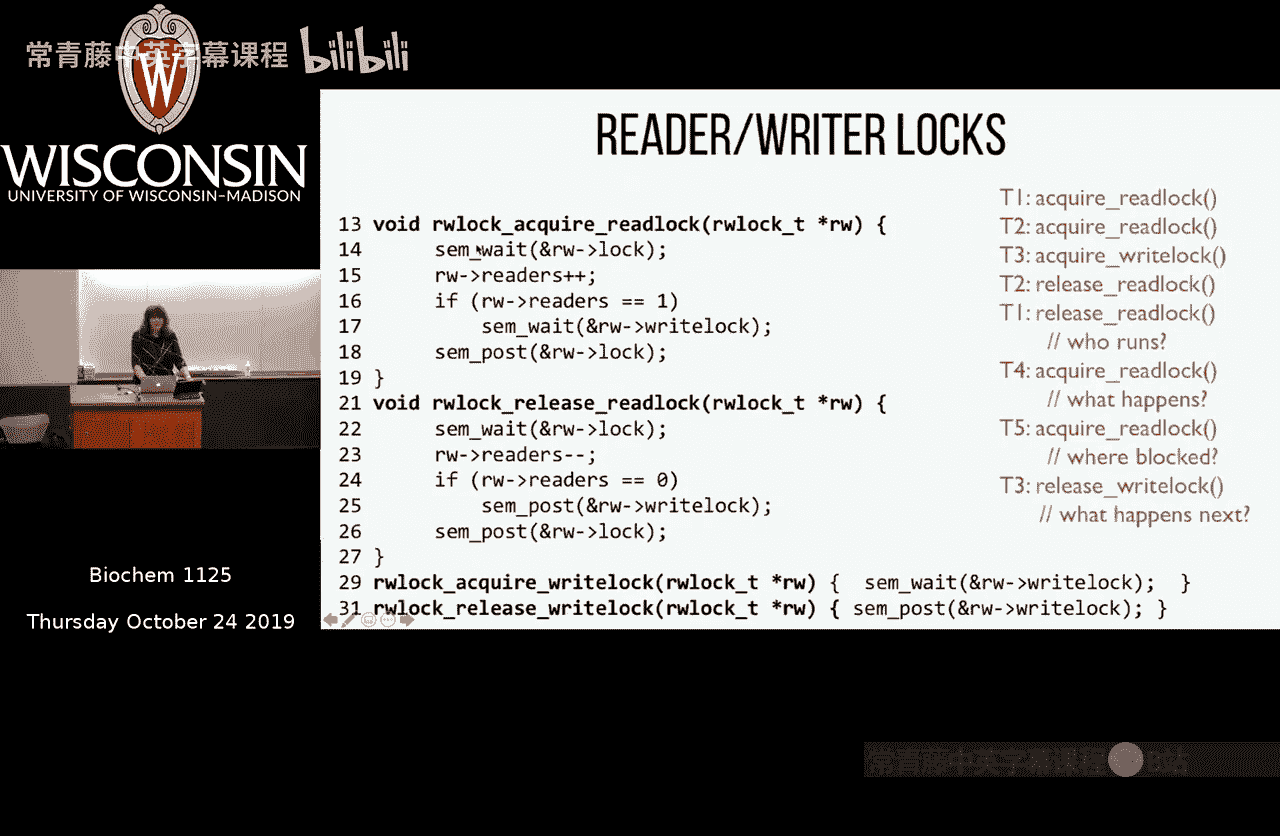 常青藤中英字幕课程 bilibili
W
WISCONSIN
UNIVERSITY OF WISCONSIN-MADISON
READER/WRITER LOCKS
13 void rwlock_acquire_readlock(rwlock_t *rw) {
14 sem_wait(&rw->lock);
15 rw->readers++;
16 if (rw->readers == 1)
17 sem_wait(&rw->writelock);
18 sem_post(&rw->lock);
19 }
21 void rwlock_release_readlock(rwlock_t *rw) {
22 sem_wait(&rw->lock);
23 rw->readers--;
24 if (rw->readers == 0)
25 sem_post(&rw->writelock);
26 sem_post(&rw->lock);
27 }
29 rwlock_acquire_writelock(rwlock_t *rw) { sem_wait(&rw->writelock); }
31 rwlock_release_writelock(rwlock_t *rw) { sem_post(&rw->writelock); }
T1: acquire_readlock()
T2: acquire_readlock()
T3: acquire_writelock()
T2: release_readlock()
T1: release_readlock()
// who runs?
T4: acquire_readlock()
// what happens?
T5: acquire_readlock()
// where blocked?
T3: release_writelock()
// what happens next?
Biochem 1125
Thursday October 24 2019